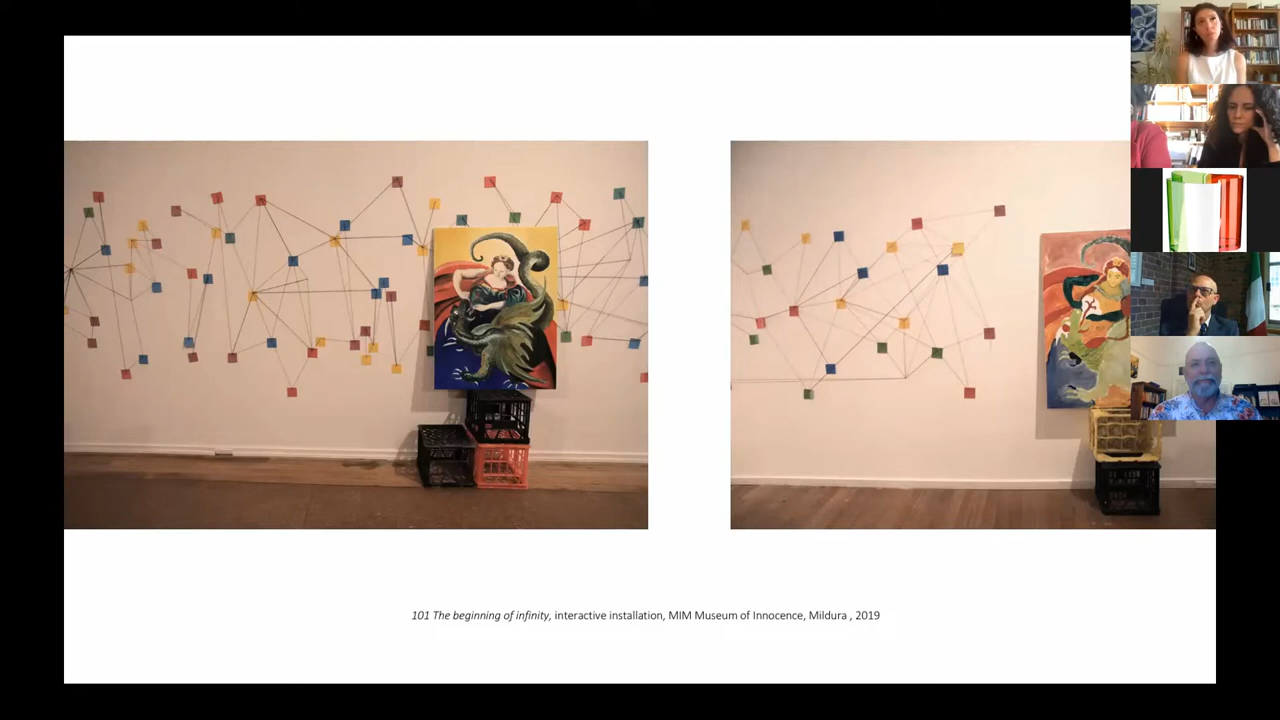 101 The beginning of infinity, interactive installation, MIM Museum of Innocence, Mildura , 2019